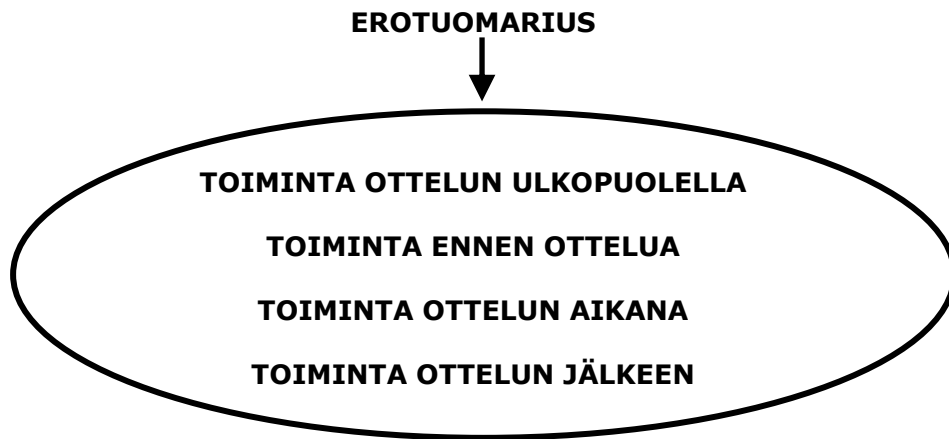 EROTUOMARIUS
TOIMINTA OTTELUN ULKOPUOLELLA
TOIMINTA ENNEN OTTELUA
TOIMINTA OTTELUN AIKANA
TOIMINTA OTTELUN JÄLKEEN